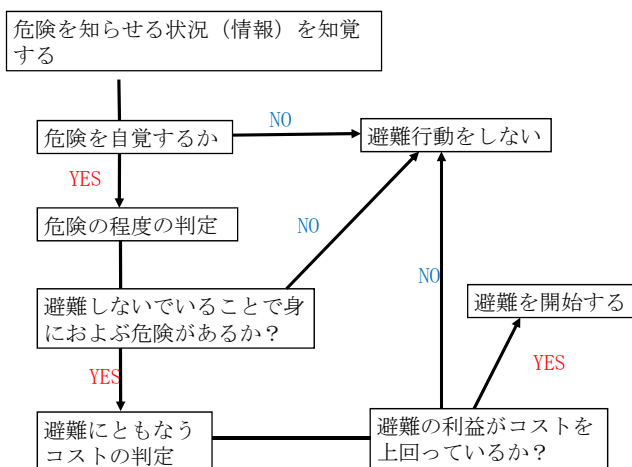 危険を知らせる状況（情報）を知覚
する
危険を自覚するか
NO
避難行動をしない
YES
危険の程度の判定
NO
避難しないでいることで身
におよぶ危険があるか？
NO
避難を開始する
YES
YES
避難にともなう
コストの判定
避難の利益がコストを
上回っているか？